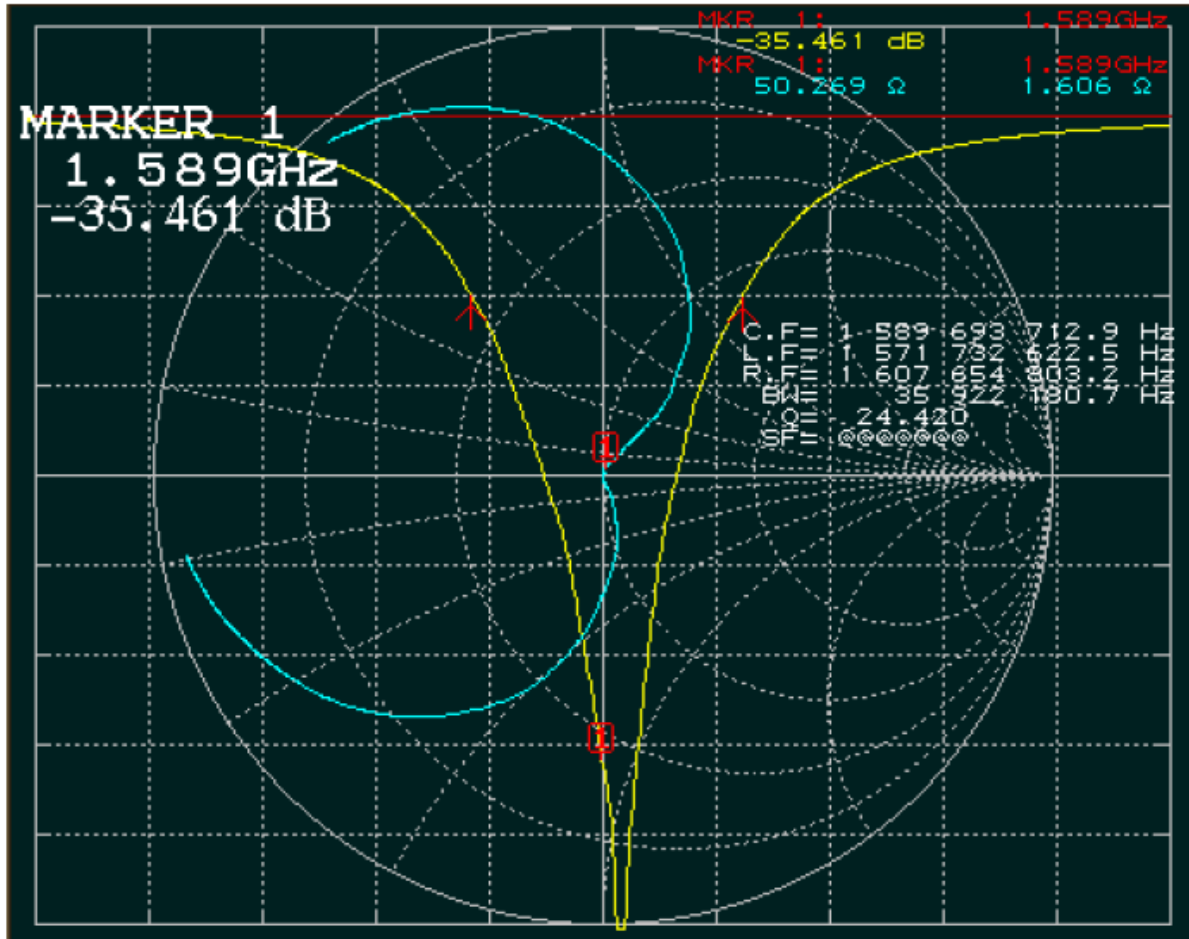 MKR 1: 1.589GHz
-35.461 dB
MKR 1: 1.589GHz
50.269 Ω 1.606 Ω
MARKER 1
1.589GHz
-35.461 dB
C.F= 1 589 693 712.9 Hz
L.F= 1 571 732 622.5 Hz
R.F= 1 607 654 803.2 Hz
BW= 35 922 180.7 Hz
Q= 24.420
SF= @@@@@@@
1
1